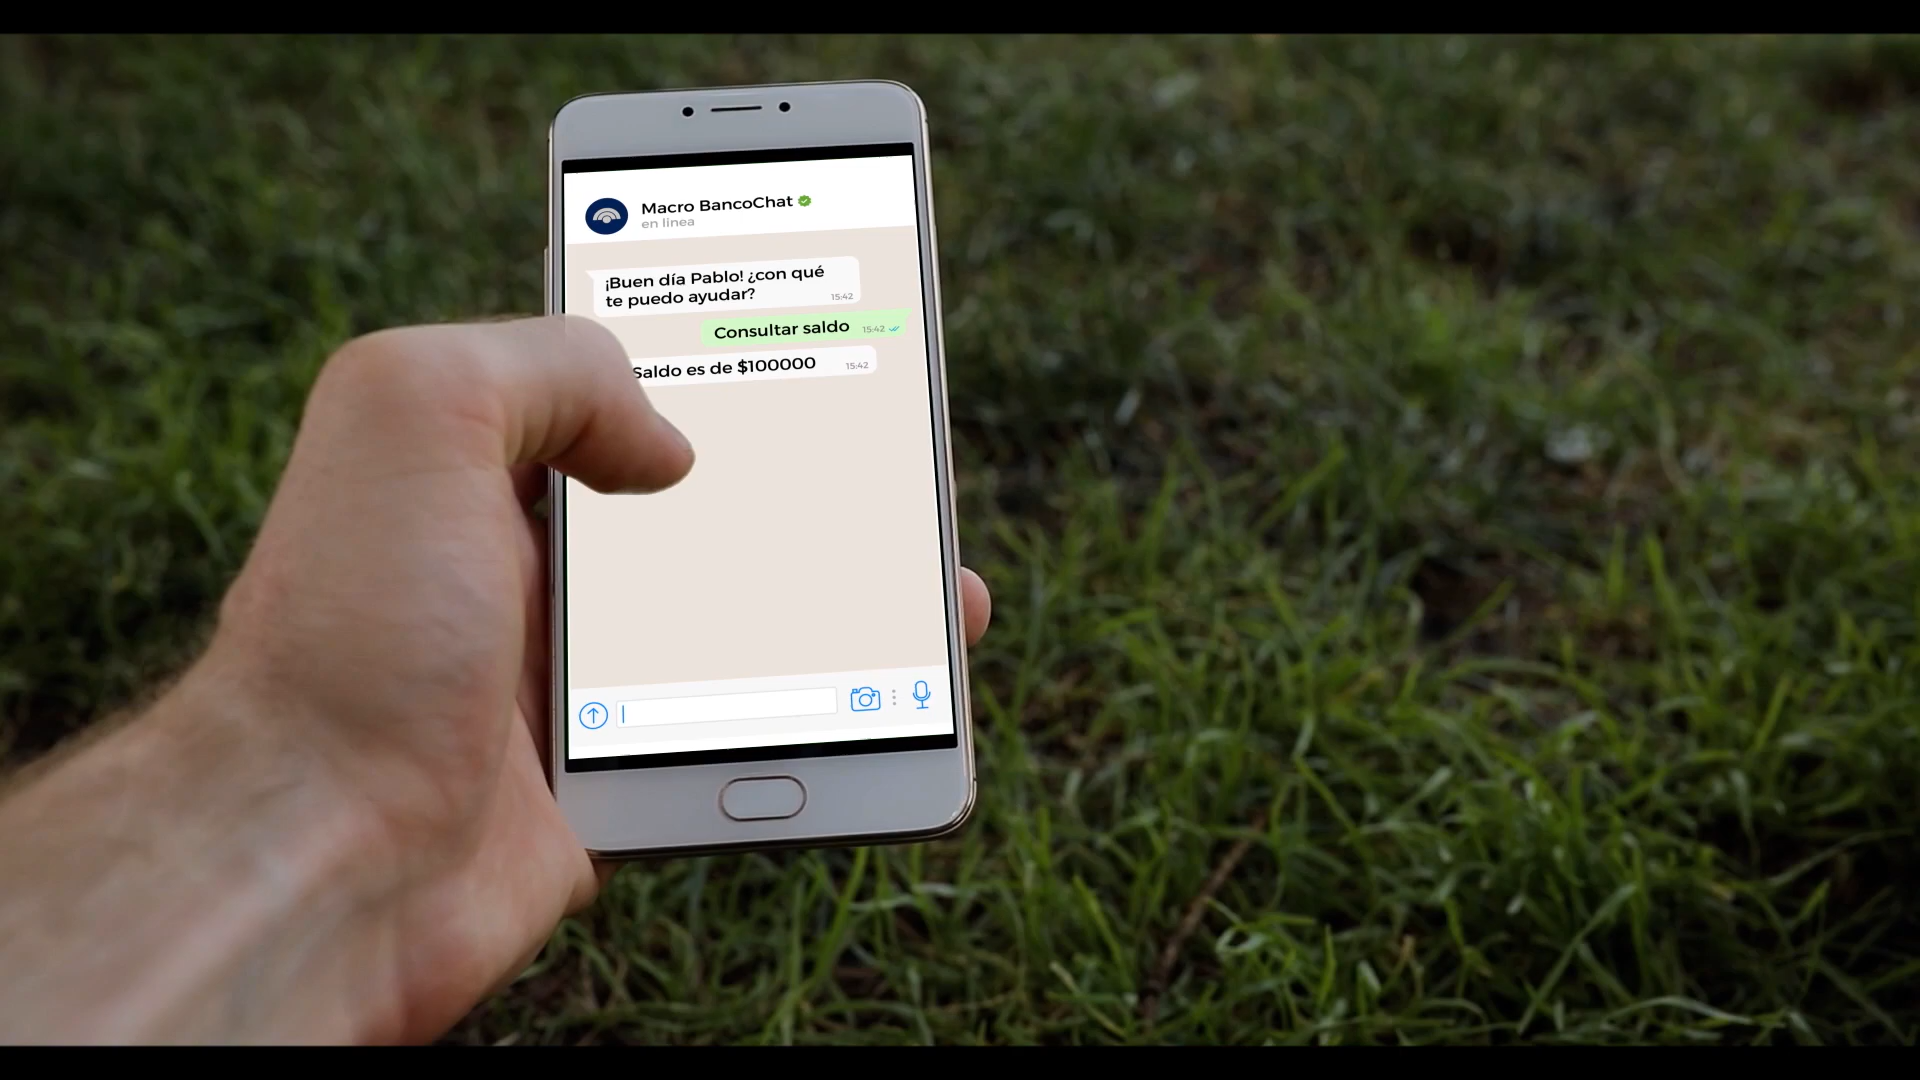 Macro BancoChat
en línea
¡Buen día Pablo! ¿con qué
te puedo ayudar?
15:42
Consultar saldo 15:42
Saldo es de $100000 15:42